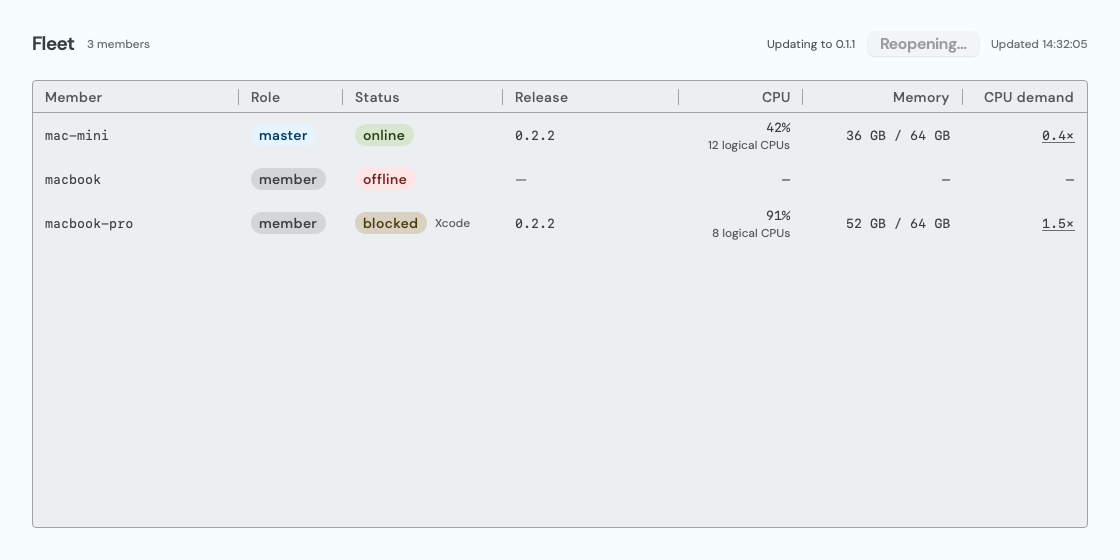 Fleet 3 members Updating to 0.1.1 Reopening... Updated 14:32:05
Member Role Status Release CPU Memory CPU demand
mac-mini master online 0.2.2 42% 36 GB / 64 GB 0.4×
12 logical CPUs
macbook member offline — — — —
macbook-pro member blocked Xcode 0.2.2 91% 52 GB / 64 GB 1.5×
8 logical CPUs